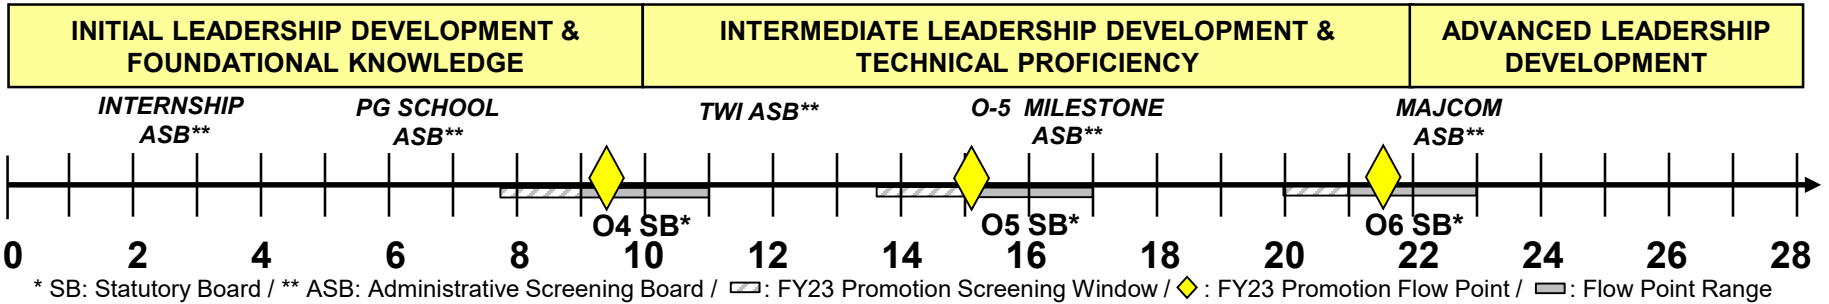 INITIAL LEADERSHIP DEVELOPMENT &
FOUNDATIONAL KNOWLEDGE
INTERMEDIATE LEADERSHIP DEVELOPMENT &
TECHNICAL PROFICIENCY
ADVANCED LEADERSHIP
DEVELOPMENT
INTERNSHIP
ASB**
PG SCHOOL
ASB**
TWI ASB**
O-5 MILESTONE
ASB**
MAJCOM
ASB**
O4 SB*
O5 SB*
O6 SB*
0 2 4 6 8 10 12 14 16 18 20 22 24 26 28
* SB: Statutory Board / ** ASB: Administrative Screening Board / : FY23 Promotion Screening Window / : FY23 Promotion Flow Point / : Flow Point Range